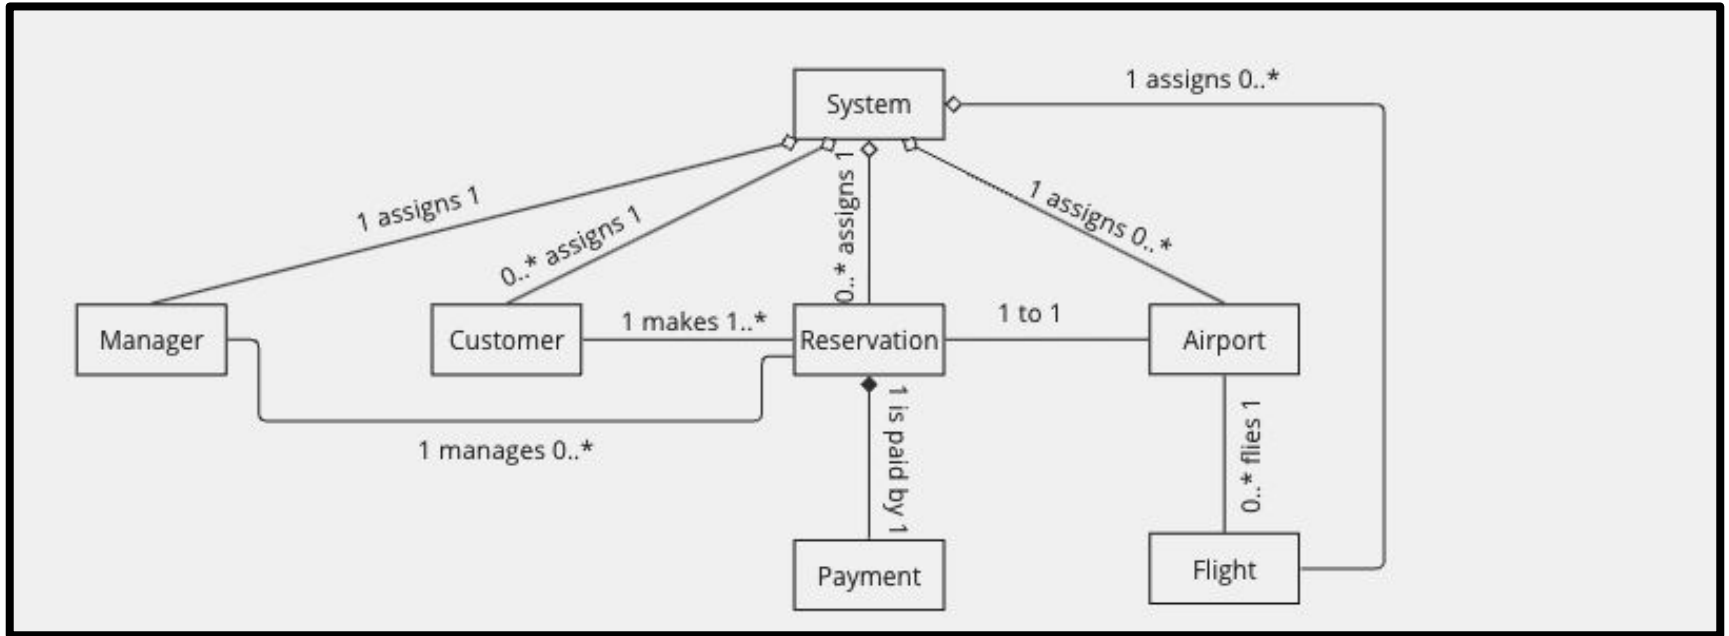 1 assigns 0..*
System
1 assigns 1
0..* assigns 1
0..* assigns 1
1 assigns 0..*
Manager
Customer
1 makes 1..*
Reservation
1 to 1
Airport
1 manages 0..*
1 is paid by 1
0..* flies 1
Payment
Flight